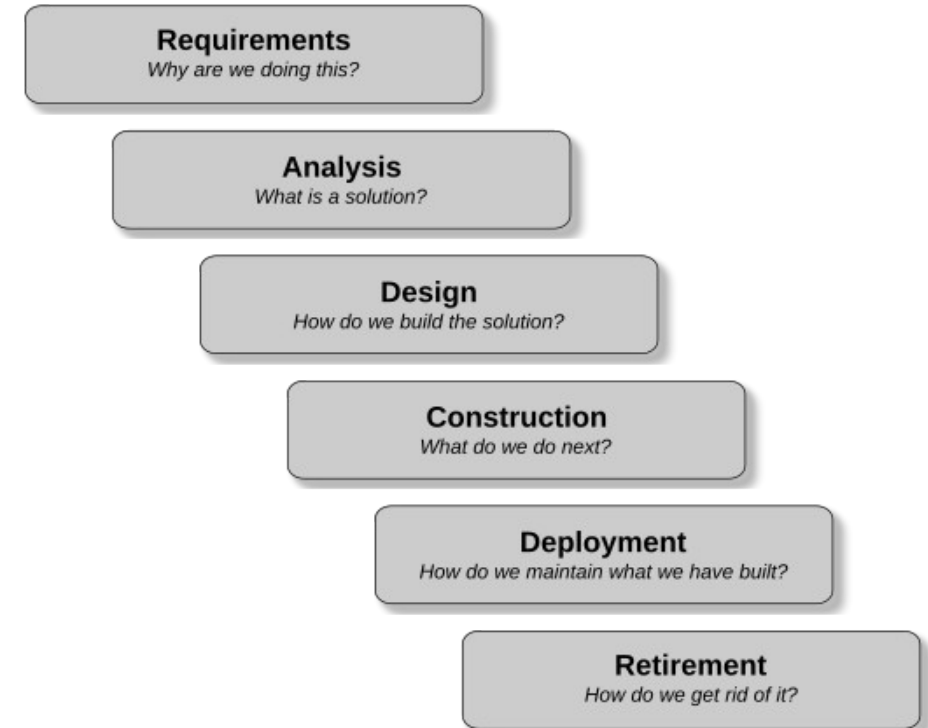 Requirements
Why are we doing this?
Analysis
What is a solution?
Design
How do we build the solution?
Construction
What do we do next?
Deployment
How do we maintain what we have built?
Retirement
How do we get rid of it?